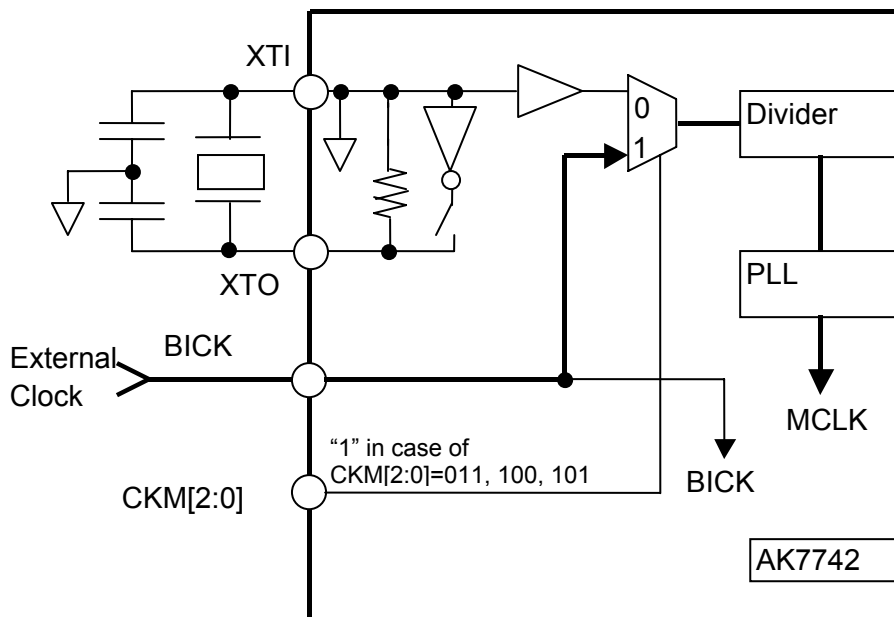 XTI
0
1
Divider
XTO
PLL
BICK
External
Clock
MCLK
“1” in case of
CKM[2:0]=011, 100, 101
BICK
CKM[2:0]
AK7742